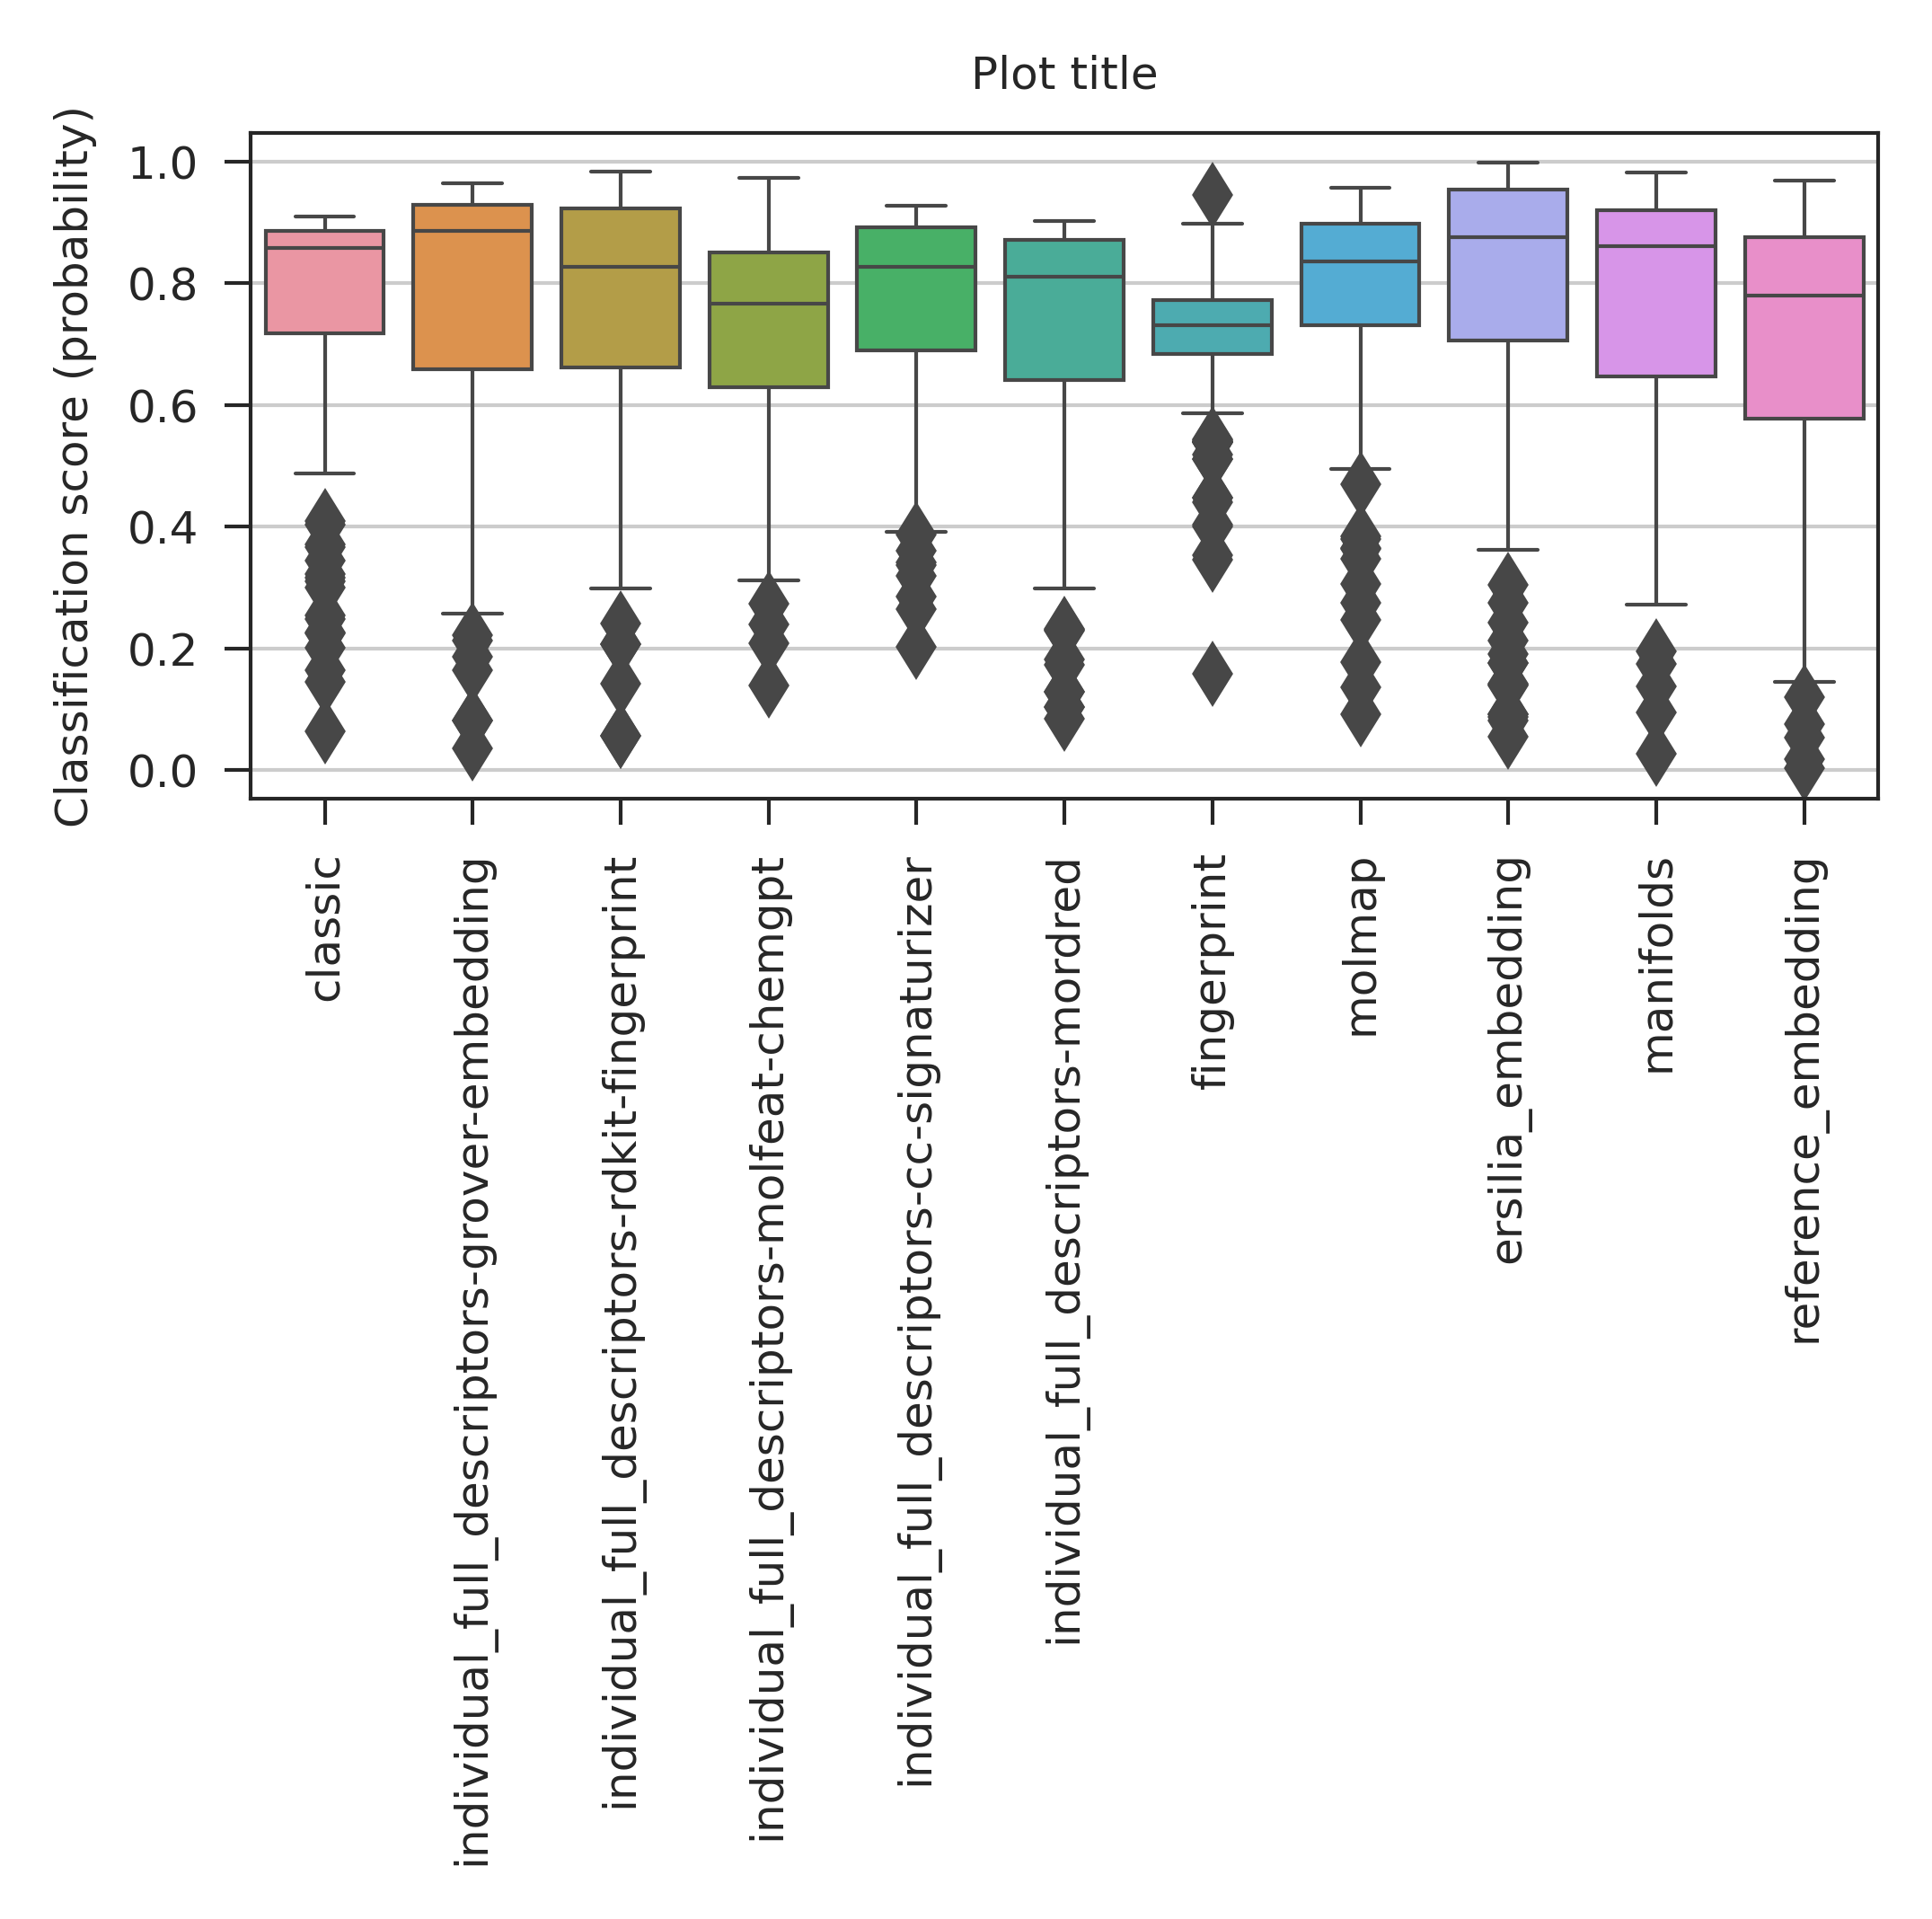 Plot title
Classification score (probability)
1.0
0.8
0.6
0.4
0.2
0.0
classic
individual_full_descriptors-grover-embedding
individual_full_descriptors-rdkit-fingerprint
individual_full_descriptors-molfeat-chemgpt
individual_full_descriptors-cc-signaturizer
individual_full_descriptors-mordred
fingerprint
molmap
ersilia_embedding
manifolds
reference_embedding